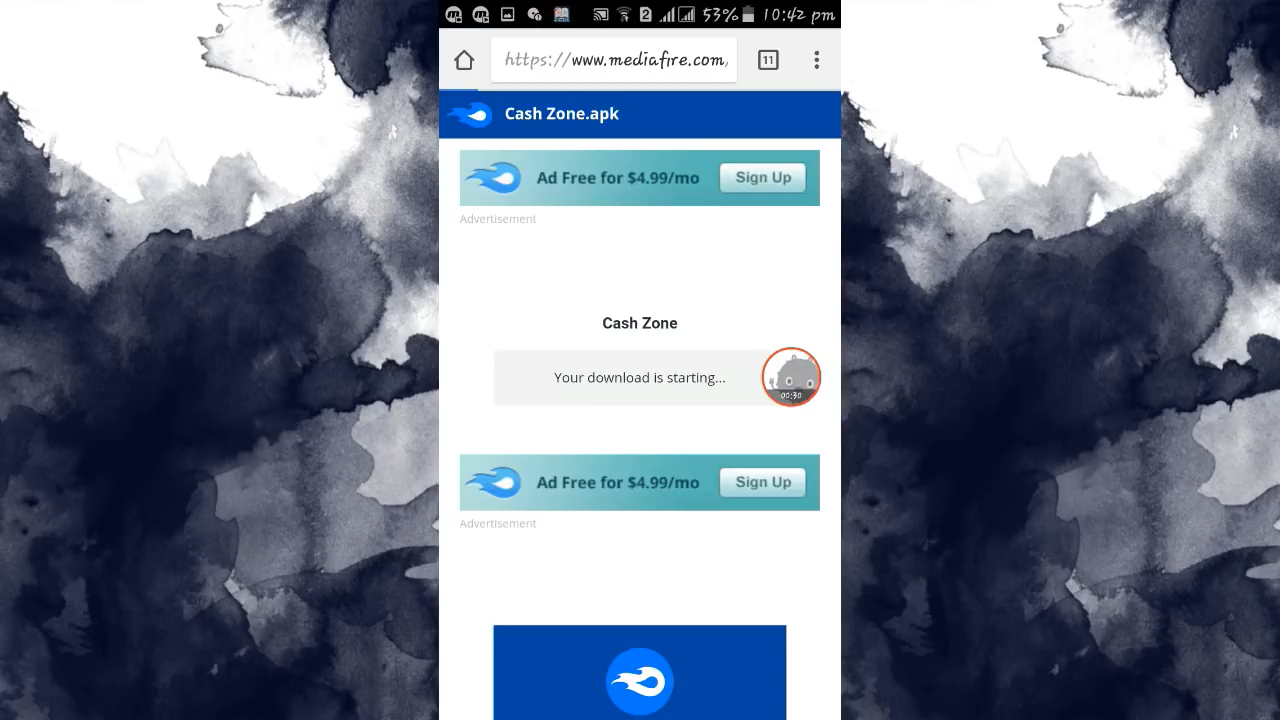 2 53% 10:42 pm
https://www.mediafire.com, 11
Cash Zone.apk
Ad Free for $4.99/mo Sign Up
Advertisement
Cash Zone
Your download is starting...
00:30
Ad Free for $4.99/mo Sign Up
Advertisement